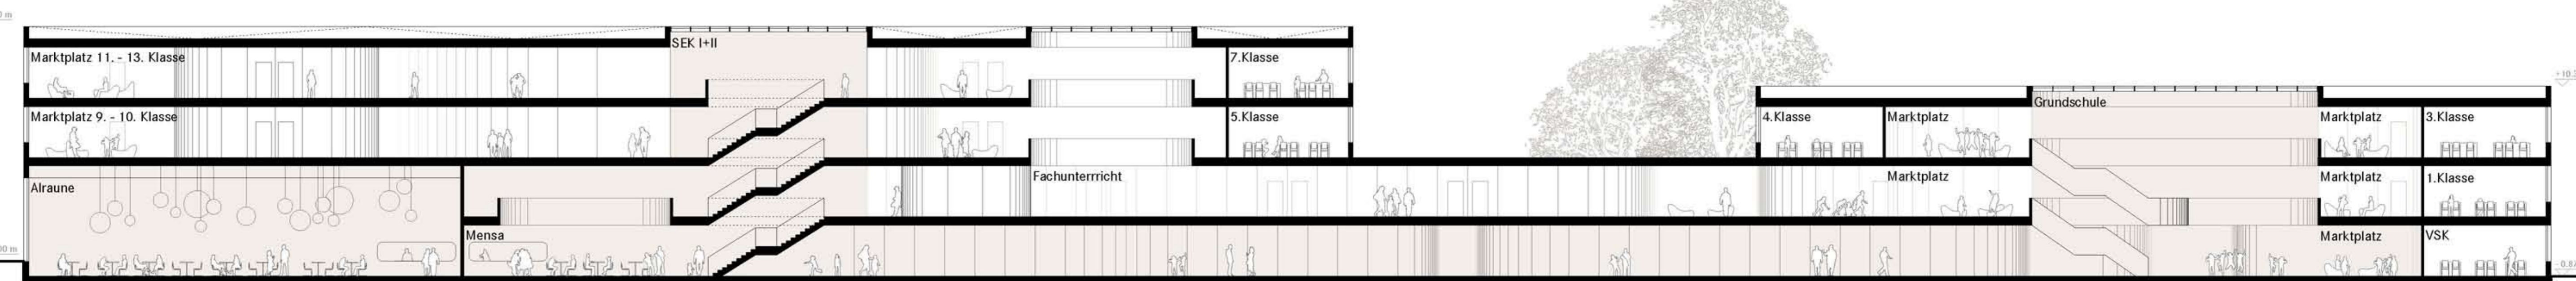 SEK I+II
Marktplatz 11. - 13. Klasse
7.Klasse
Grundschule
Marktplatz 9. - 10. Klasse
5.Klasse
4.Klasse
Marktplatz
Marktplatz
3.Klasse
Alraune
Fachunterrricht
Marktplatz
Marktplatz
1.Klasse
Mensa
Marktplatz
VSK